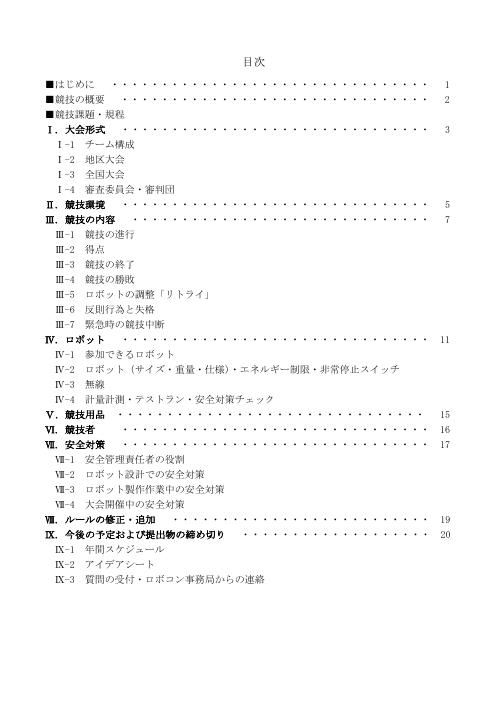 目次
■はじめに ・・・・・・・・・・・・・・・・・・・・・・・・・・・・・・・・ 1
■競技の概要 ・・・・・・・・・・・・・・・・・・・・・・・・・・・・・・・ 2
■競技課題・規程
Ⅰ．大会形式 ・・・・・・・・・・・・・・・・・・・・・・・・・・・・・・・ 3
Ⅰ-1 チーム構成
Ⅰ-2 地区大会
Ⅰ-3 全国大会
Ⅰ-4 審査委員会・審判団
Ⅱ．競技環境 ・・・・・・・・・・・・・・・・・・・・・・・・・・・・・・・ 5
Ⅲ．競技の内容 ・・・・・・・・・・・・・・・・・・・・・・・・・・・・・・ 7
Ⅲ-1 競技の進行
Ⅲ-2 得点
Ⅲ-3 競技の終了
Ⅲ-4 競技の勝敗
Ⅲ-5 ロボットの調整「リトライ」
Ⅲ-6 反則行為と失格
Ⅲ-7 緊急時の競技中断
Ⅳ．ロボット ・・・・・・・・・・・・・・・・・・・・・・・・・・・・・・・ 11
Ⅳ-1 参加できるロボット
Ⅳ-2 ロボット（サイズ・重量・仕様）・エネルギー制限・非常停止スイッチ
Ⅳ-3 無線
Ⅳ-4 計量計測・テストラン・安全対策チェック
Ⅴ．競技用品 ・・・・・・・・・・・・・・・・・・・・・・・・・・・・・・・ 15
Ⅵ．競技者 ・・・・・・・・・・・・・・・・・・・・・・・・・・・・・・・ 16
Ⅶ．安全対策 ・・・・・・・・・・・・・・・・・・・・・・・・・・・・・・・ 17
Ⅶ-1 安全管理責任者の役割
Ⅶ-2 ロボット設計での安全対策
Ⅶ-3 ロボット製作作業中の安全対策
Ⅶ-4 大会開催中の安全対策
Ⅷ．ルールの修正・追加 ・・・・・・・・・・・・・・・・・・・・・・・・・・ 19
Ⅸ．今後の予定および提出物の締め切り ・・・・・・・・・・・・・・・・・・・ 20
Ⅸ-1 年間スケジュール
Ⅸ-2 アイデアシート
Ⅸ-3 質問の受付・ロボコン事務局からの連絡